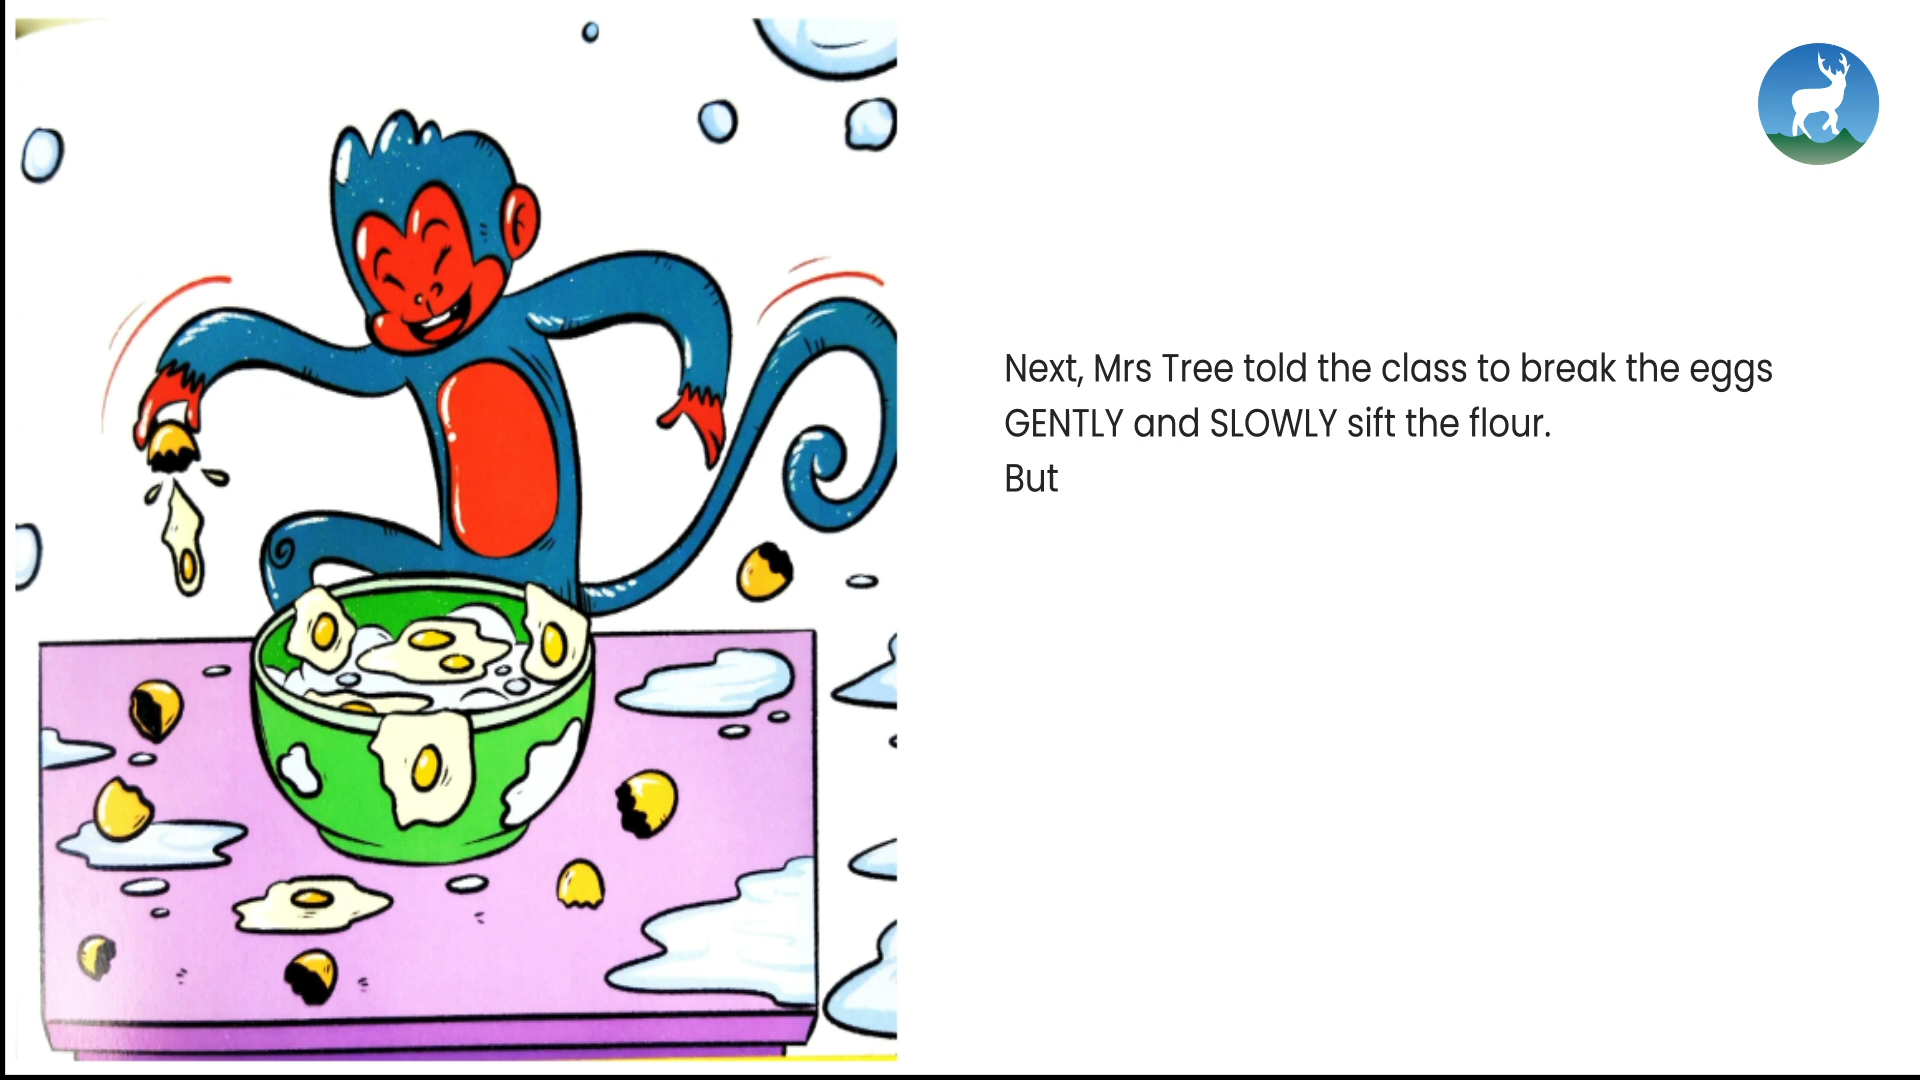 Next, Mrs Tree told the class to break the eggs
GENTLY and SLOWLY sift the flour.
But